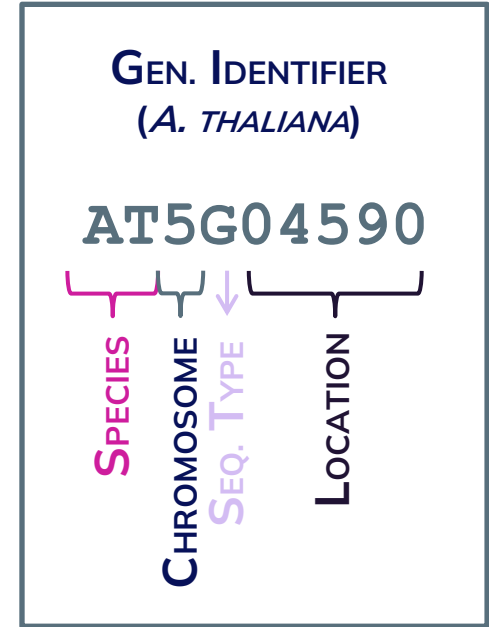 Gen. Identifier
(A. thaliana)
AT5G04590
Species
Chromosome
Seq. Type
Location